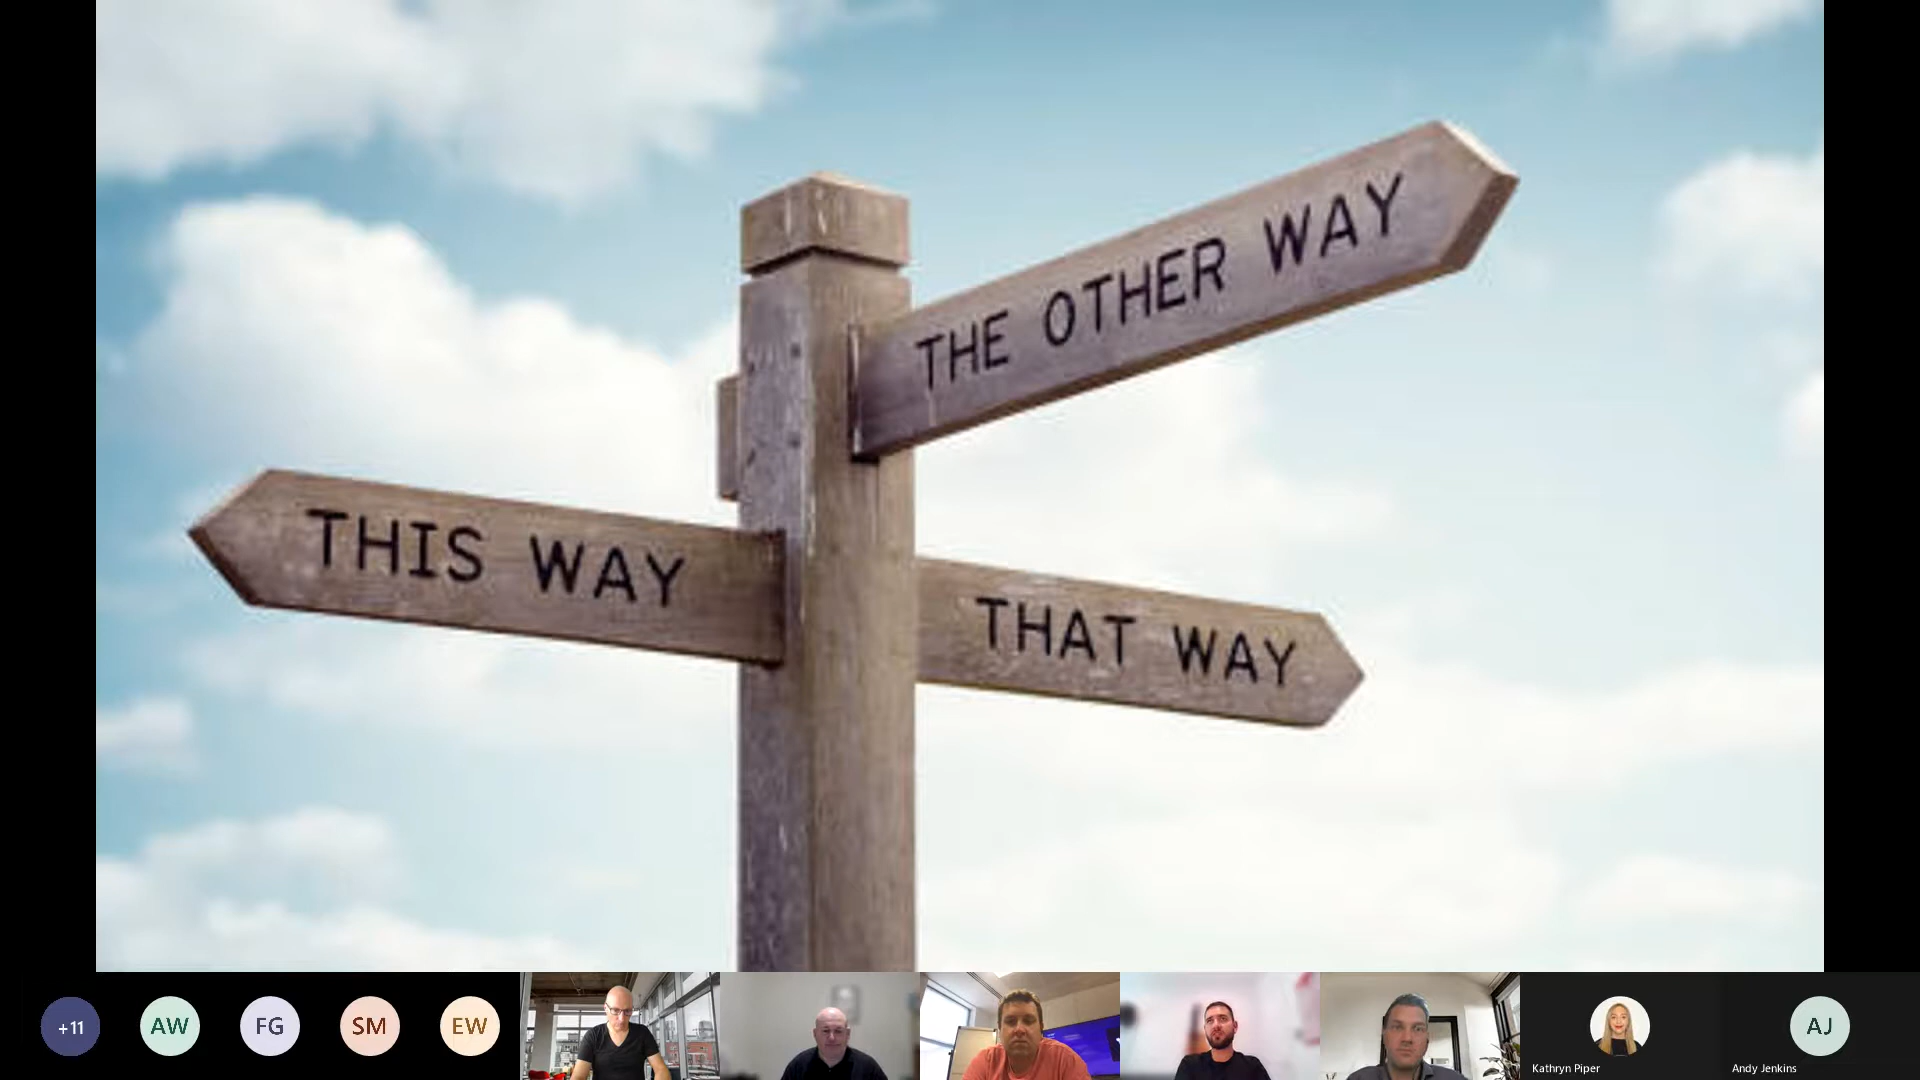 THE OTHER WAY
THIS WAY
THAT WAY
+11
AW
FG
SM
EW
AJ
Kathryn Piper
Andy Jenkins